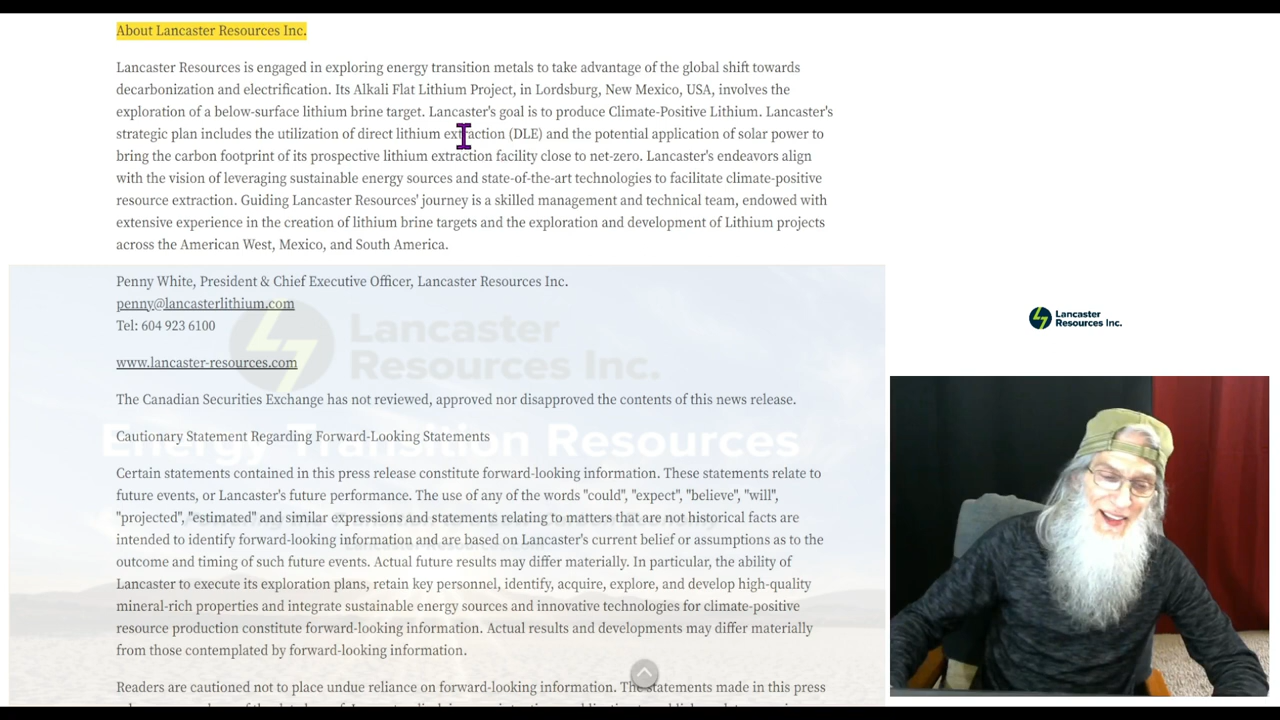 About Lancaster Resources Inc.
Lancaster Resources is engaged in exploring energy transition metals to take advantage of the global shift towards
decarbonization and electrification. Its Alkali Flat Lithium Project, in Lordsburg, New Mexico, USA, involves the
exploration of a below-surface lithium brine target. Lancaster's goal is to produce Climate-Positive Lithium. Lancaster's
strategic plan includes the utilization of direct lithium extraction (DLE) and the potential application of solar power to
bring the carbon footprint of its prospective lithium extraction facility close to net-zero. Lancaster's endeavors align
with the vision of leveraging sustainable energy sources and state-of-the-art technologies to facilitate climate-positive
resource extraction. Guiding Lancaster Resources' journey is a skilled management and technical team, endowed with
extensive experience in the creation of lithium brine targets and the exploration and development of Lithium projects
across the American West, Mexico, and South America.
Penny White, President & Chief Executive Officer, Lancaster Resources Inc.
penny@lancasterlithium.com
Tel: 604 923 6100
Lancaster
Resources Inc.
www.lancaster-resources.com
The Canadian Securities Exchange has not reviewed, approved nor disapproved the contents of this news release.
Cautionary Statement Regarding Forward-Looking Statements
Energy Transition Resources
Certain statements contained in this press release constitute forward-looking information. These statements relate to
future events, or Lancaster's future performance. The use of any of the words "could", "expect", "believe", "will",
"projected", "estimated" and similar expressions and statements relating to matters that are not historical facts are
intended to identify forward-looking information and are based on Lancaster's current belief or assumptions as to the
outcome and timing of such future events. Actual future results may differ materially. In particular, the ability of
Lancaster to execute its exploration plans, retain key personnel, identify, acquire, explore, and develop high-quality
mineral-rich properties and integrate sustainable energy sources and innovative technologies for climate-positive
resource production constitute forward-looking information. Actual results and developments may differ materially
from those contemplated by forward-looking information.
Readers are cautioned not to place undue reliance on forward-looking information. The statements made in this press
Lancaster
Resources Inc.